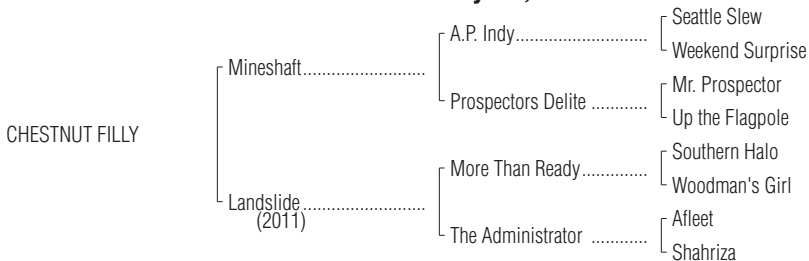 Seattle Slew
A.P. Indy
Weekend Surprise
Mineshaft
Mr. Prospector
Prospectors Delite
Up the Flagpole
CHESTNUT FILLY
Southern Halo
More Than Ready
Woodman's Girl
Landslide
(2011)
Afleet
The Administrator
Shahriza